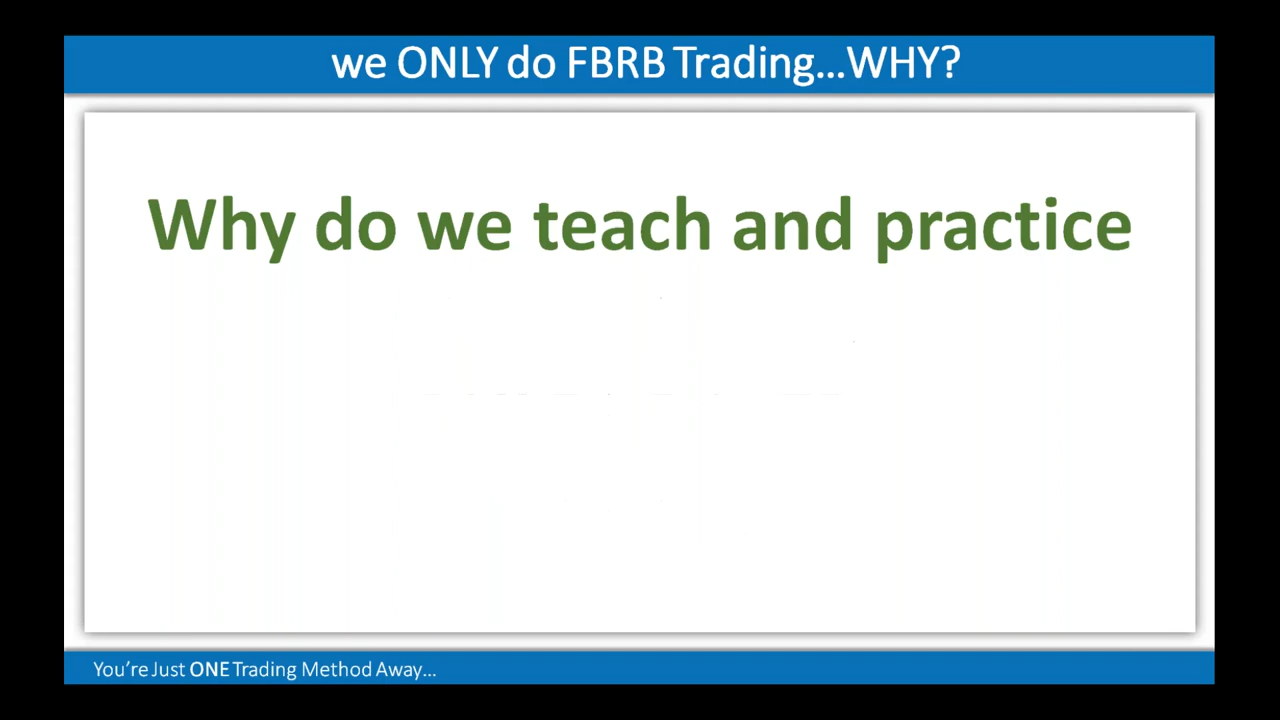 we ONLY do FBRB Trading...WHY?
Why do we teach and practice
You're Just ONE Trading Method Away...